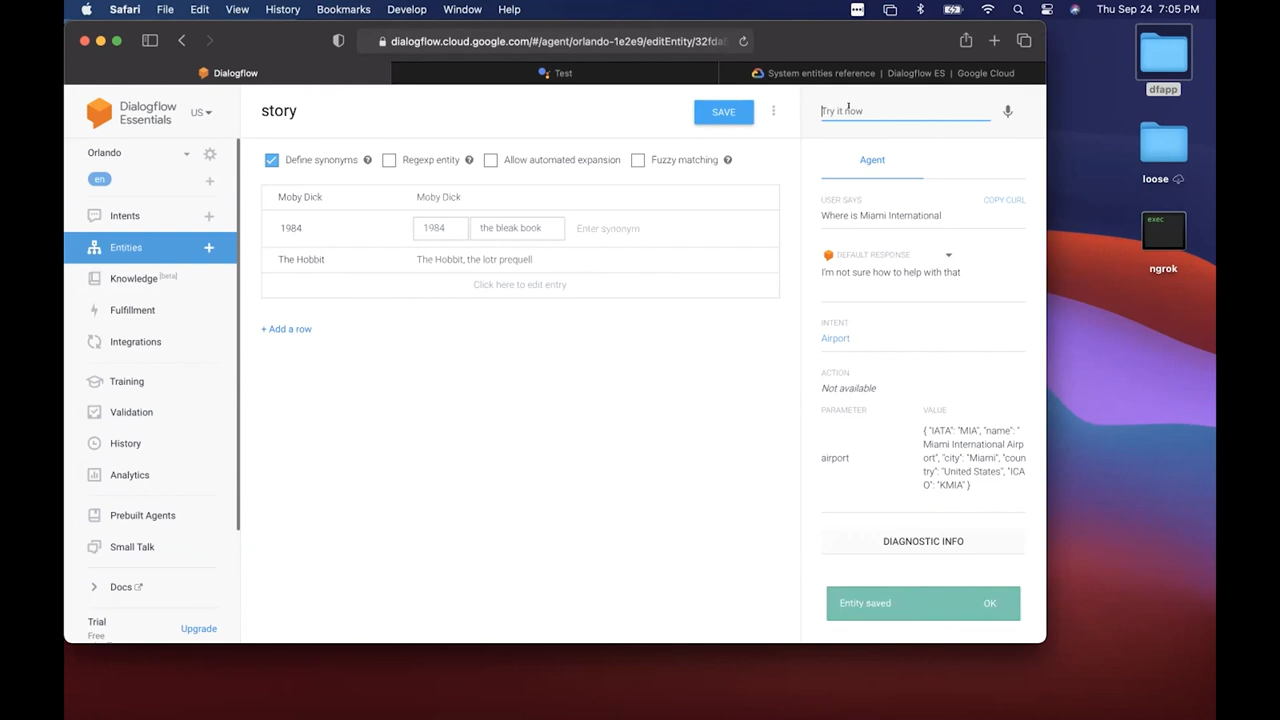 Safari File Edit View History Bookmarks Develop Window Help Thu Sep 24 7:05 PM
dialogflow.cloud.google.com/#/agent/orlando-1e2e9/editEntity/32fda
Dialogflow
Test
System entities reference | Dialogflow ES | Google Cloud
dfapp
loose
exec
ngrok
Dialogflow
Essentials
US
Orlando
en
Intents
Entities
Knowledge [beta]
Fulfillment
Integrations
Training
Validation
History
Analytics
Prebuilt Agents
Small Talk
Docs
Trial
Free
Upgrade
story
SAVE
Define synonyms Regexp entity Allow automated expansion Fuzzy matching
Moby Dick Moby Dick
1984 1984 the bleak book Enter synonym
The Hobbit The Hobbit, the lotr prequell
Click here to edit entry
+ Add a row
Try it now
Agent
USER SAYS COPY CURL
Where is Miami International
DEFAULT RESPONSE
I'm not sure how to help with that
INTENT
Airport
ACTION
Not available
PARAMETER VALUE
airport
{ "IATA": "MIA", "name": "
Miami International Airp
ort", "city": "Miami", "coun
try": "United States", "ICA
O": "KMIA" }
DIAGNOSTIC INFO
Entity saved OK